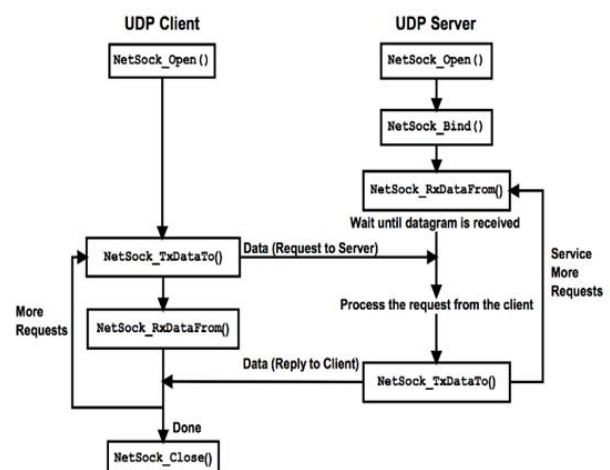 UDP Client
UDP Server
NetSock_Open()
NetSock_Open()
NetSock_Bind()
NetSock_RxDataFrom()
Wait until datagram is received
Data (Request to Server)
NetSock_TxDataTo()
Service
More
Requests
More
Requests
Process the request from the client
NetSock_RxDataFrom()
Data (Reply to Client)
NetSock_TxDataTo()
Done
NetSock_Close()